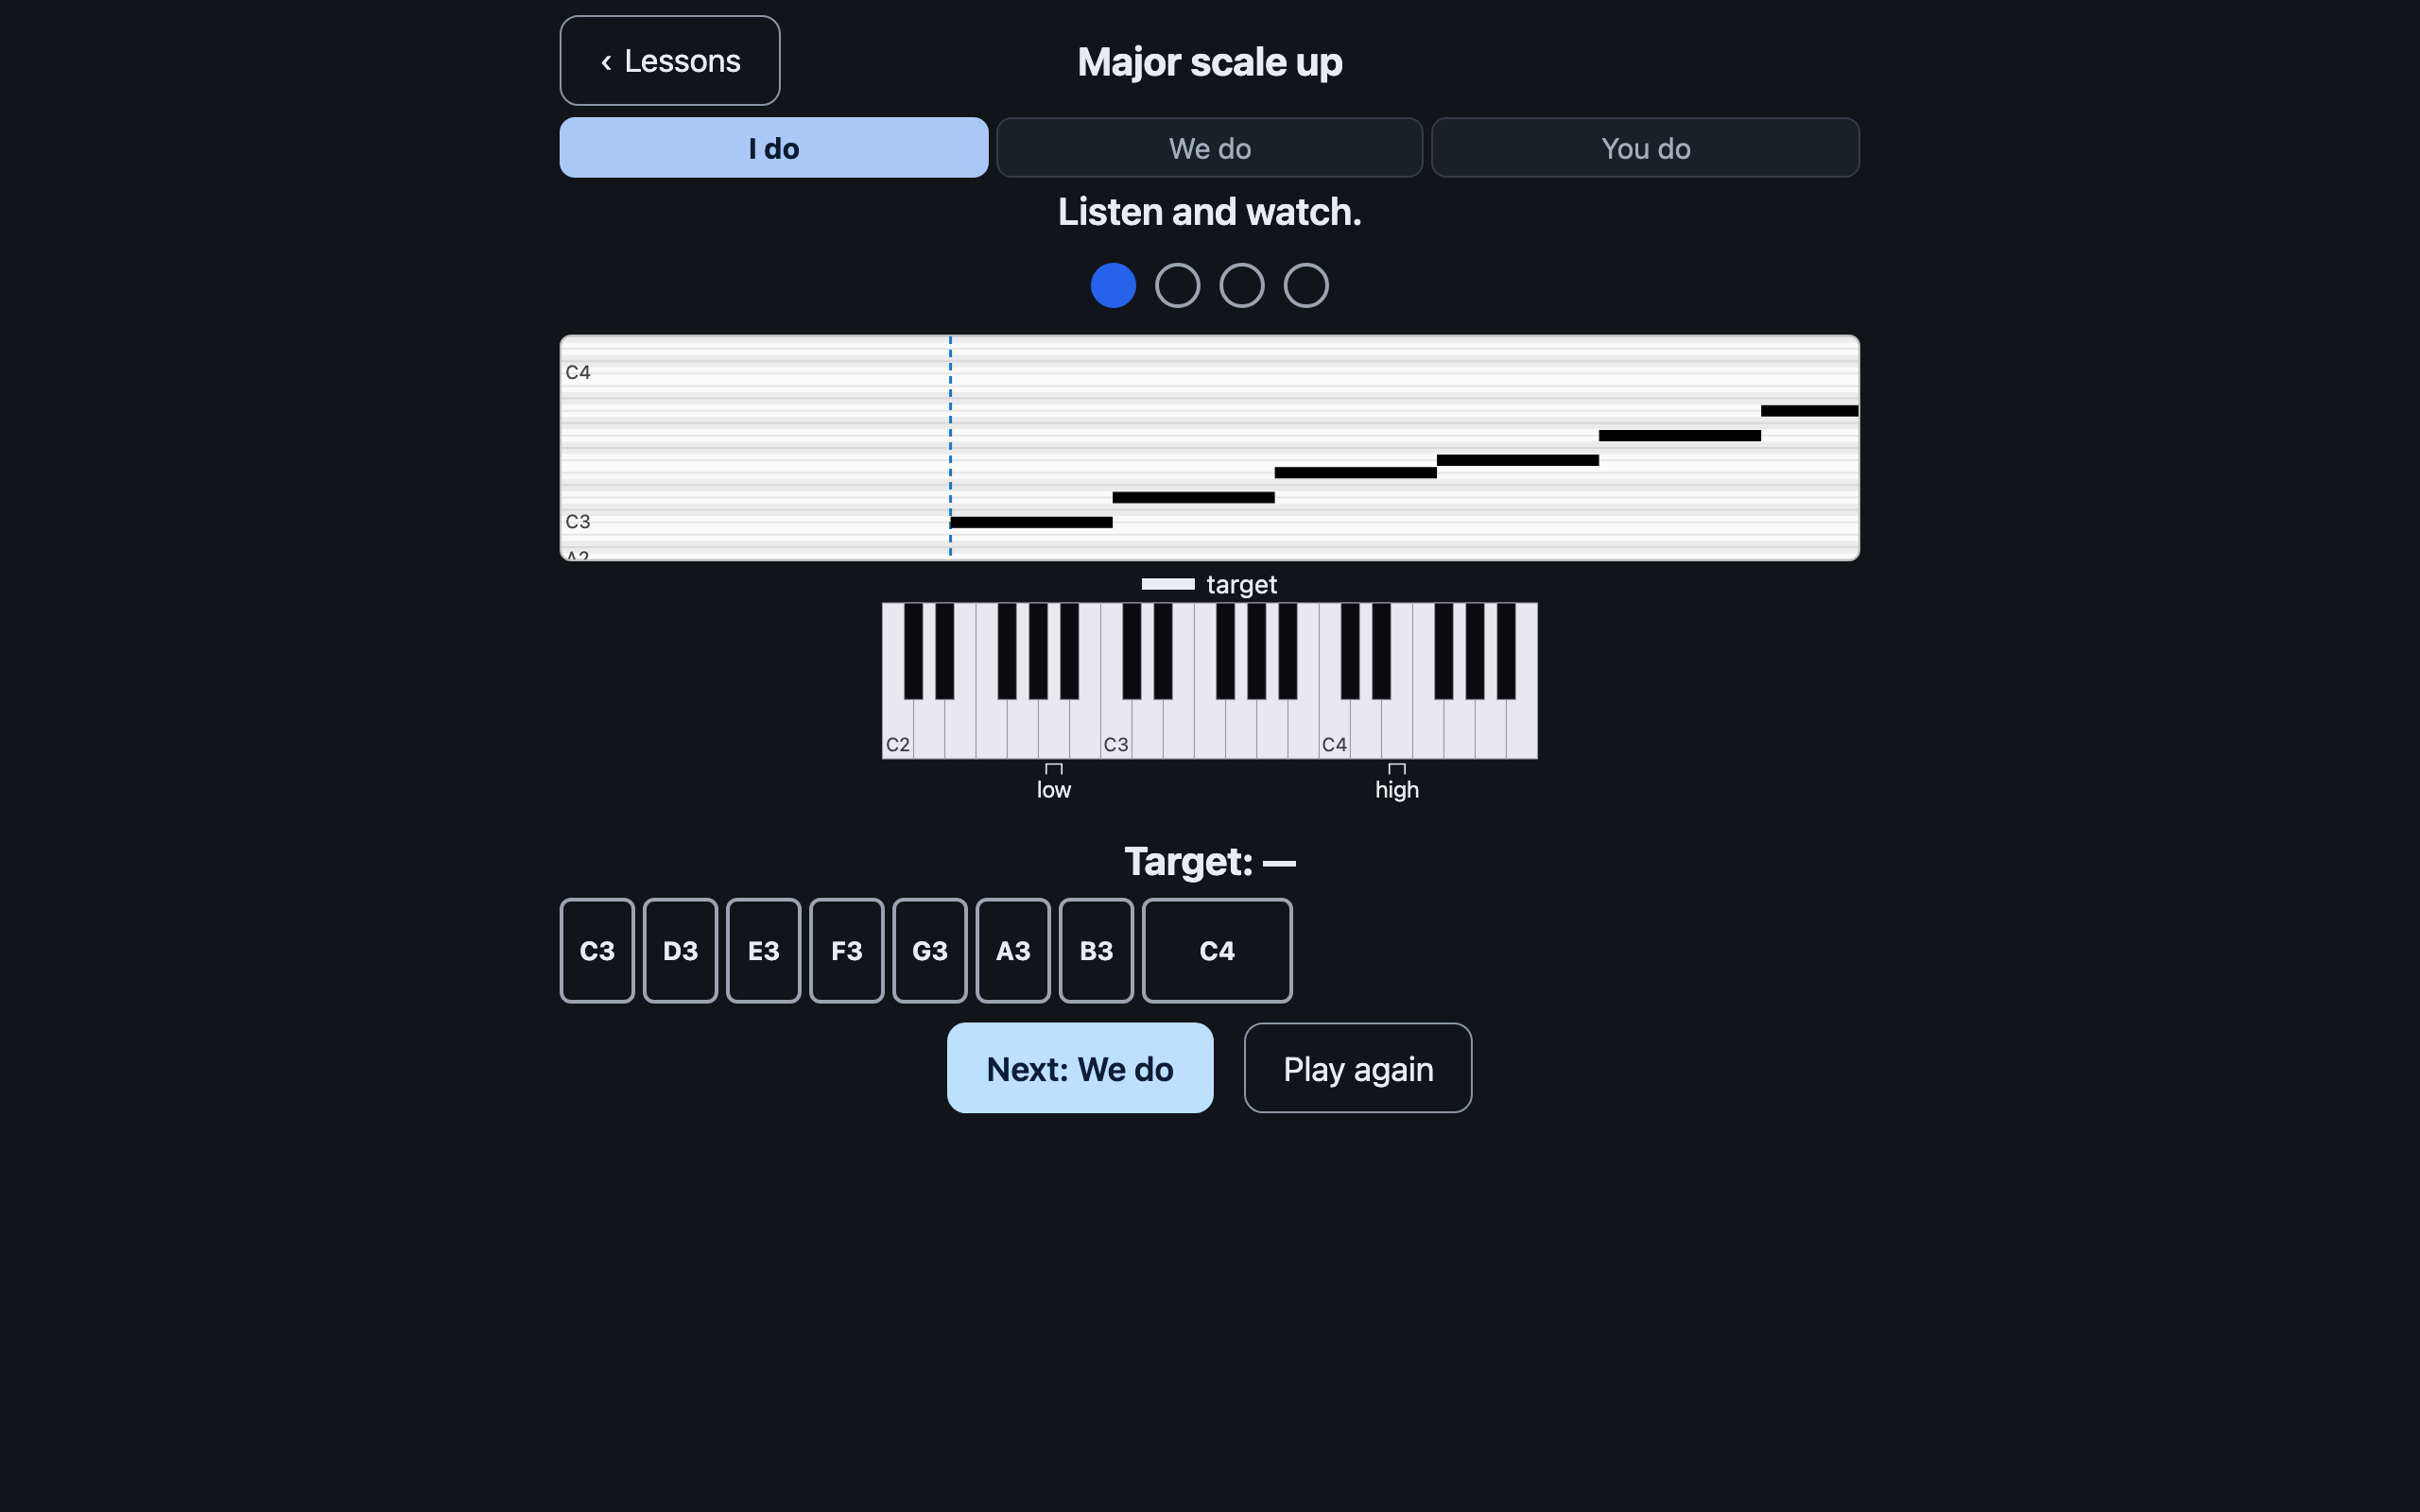 ‹ Lessons
Major scale up
I do
We do
You do
Listen and watch.
C4
C3
A2
target
C2
C3
C4
low
high
Target: —
C3
D3
E3
F3
G3
A3
B3
C4
Next: We do
Play again